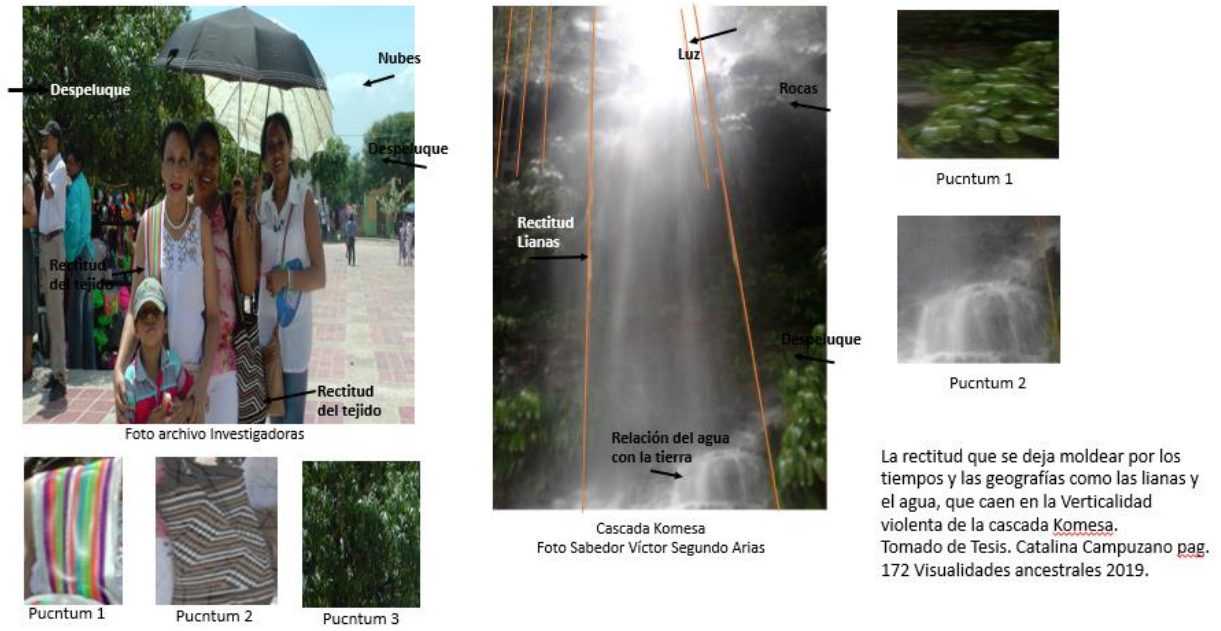 Despeluque
Nubes
Despeluque
Rectitud
del tejido
Rectitud
del tejido
Foto archivo Investigadoras
Pucntum 1
Pucntum 2
Pucntum 3
Luz
Rocas
Rectitud
Lianas
Despeluque
Relación del agua
con la tierra
Cascada Komesa
Foto Sabedor Víctor Segundo Arias
Pucntum 1
Pucntum 2
La rectitud que se deja moldear por los
tiempos y las geografías como las lianas y
el agua, que caen en la Verticalidad
violenta de la cascada Komesa.
Tomado de Tesis. Catalina Campuzano pag.
172 Visualidades ancestrales 2019.